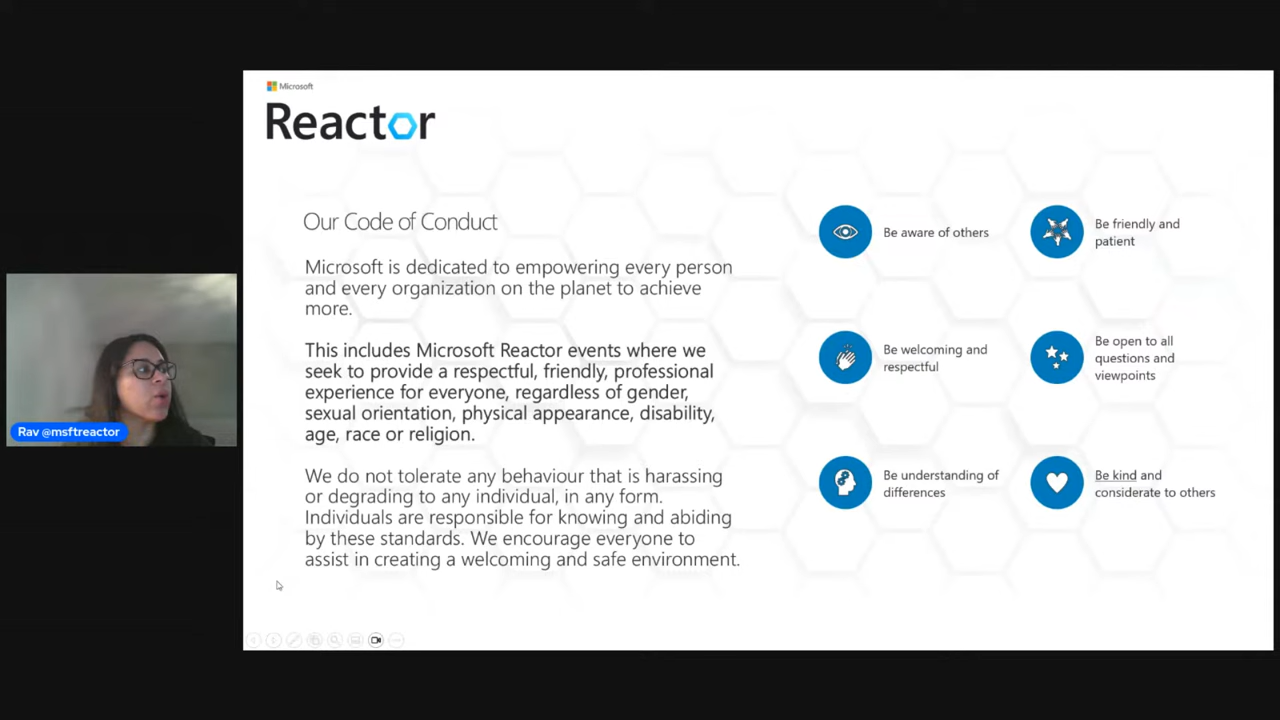 Microsoft
Reactor
Our Code of Conduct
Microsoft is dedicated to empowering every person
and every organization on the planet to achieve
more.
This includes Microsoft Reactor events where we
seek to provide a respectful, friendly, professional
experience for everyone, regardless of gender,
sexual orientation, physical appearance, disability,
age, race or religion.
We do not tolerate any behaviour that is harassing
or degrading to any individual, in any form.
Individuals are responsible for knowing and abiding
by these standards. We encourage everyone to
assist in creating a welcoming and safe environment.
Be aware of others
Be friendly and
patient
Be welcoming and
respectful
Be open to all
questions and
viewpoints
Be understanding of
differences
Be kind and
considerate to others
Rav @msftreactor